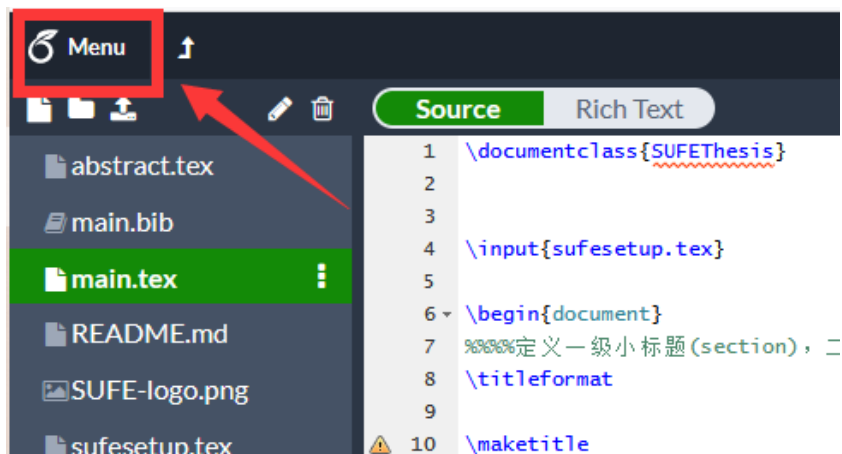 Menu
Source Rich Text
abstract.tex
main.bib
main.tex
README.md
SUFE-logo.png
sufesetup.tex
1 \documentclass{SUFEThesis}
2
3
4 \input{sufesetup.tex}
5
6 \begin{document}
7 %%%%定义一级小标题(section)，二
8 \titleformat
9
10 \maketitle